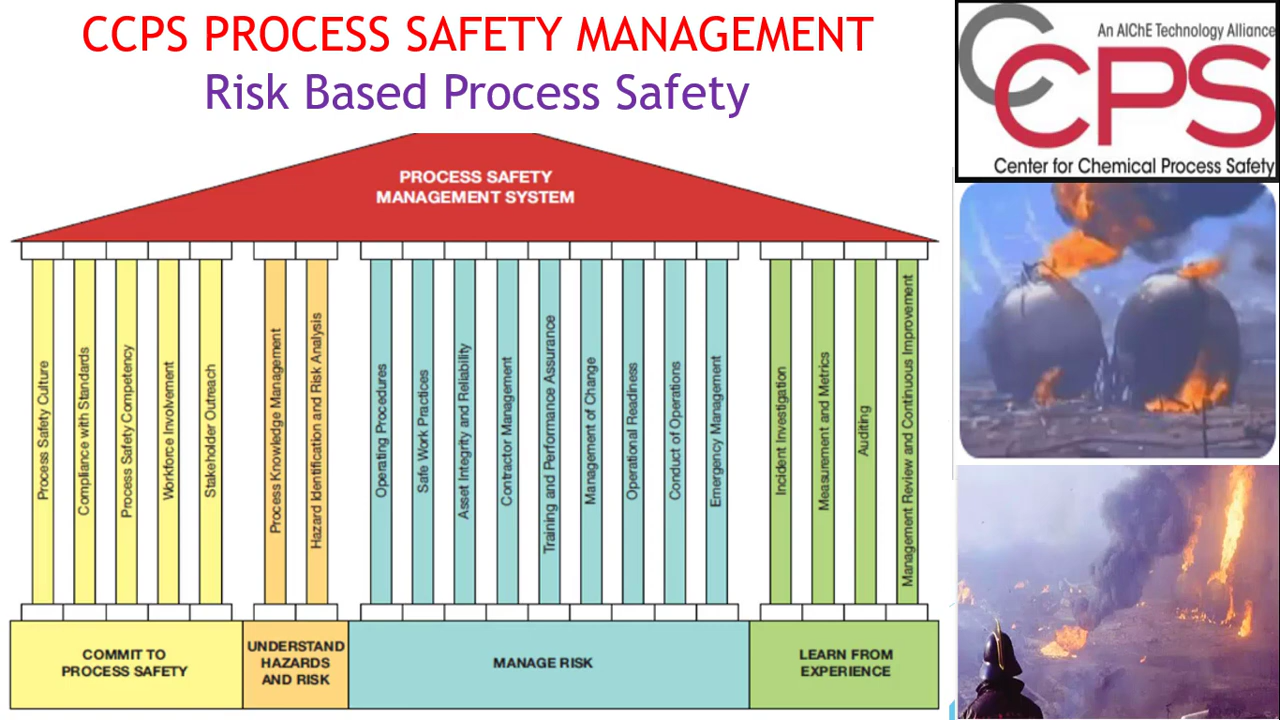 CCPS PROCESS SAFETY MANAGEMENT
Risk Based Process Safety
An AIChE Technology Alliance
CCPS
Center for Chemical Process Safety
PROCESS SAFETY
MANAGEMENT SYSTEM
Process Safety Culture
Compliance with Standards
Process Safety Competency
Workforce Involvement
Stakeholder Outreach
Process Knowledge Management
Hazard Identification and Risk Analysis
Operating Procedures
Safe Work Practices
Asset Integrity and Reliability
Contractor Management
Training and Performance Assurance
Management of Change
Operational Readiness
Conduct of Operations
Emergency Management
Incident Investigation
Measurement and Metrics
Auditing
Management Review and Continuous Improvement
COMMIT TO
PROCESS SAFETY
UNDERSTAND
HAZARDS
AND RISK
MANAGE RISK
LEARN FROM
EXPERIENCE